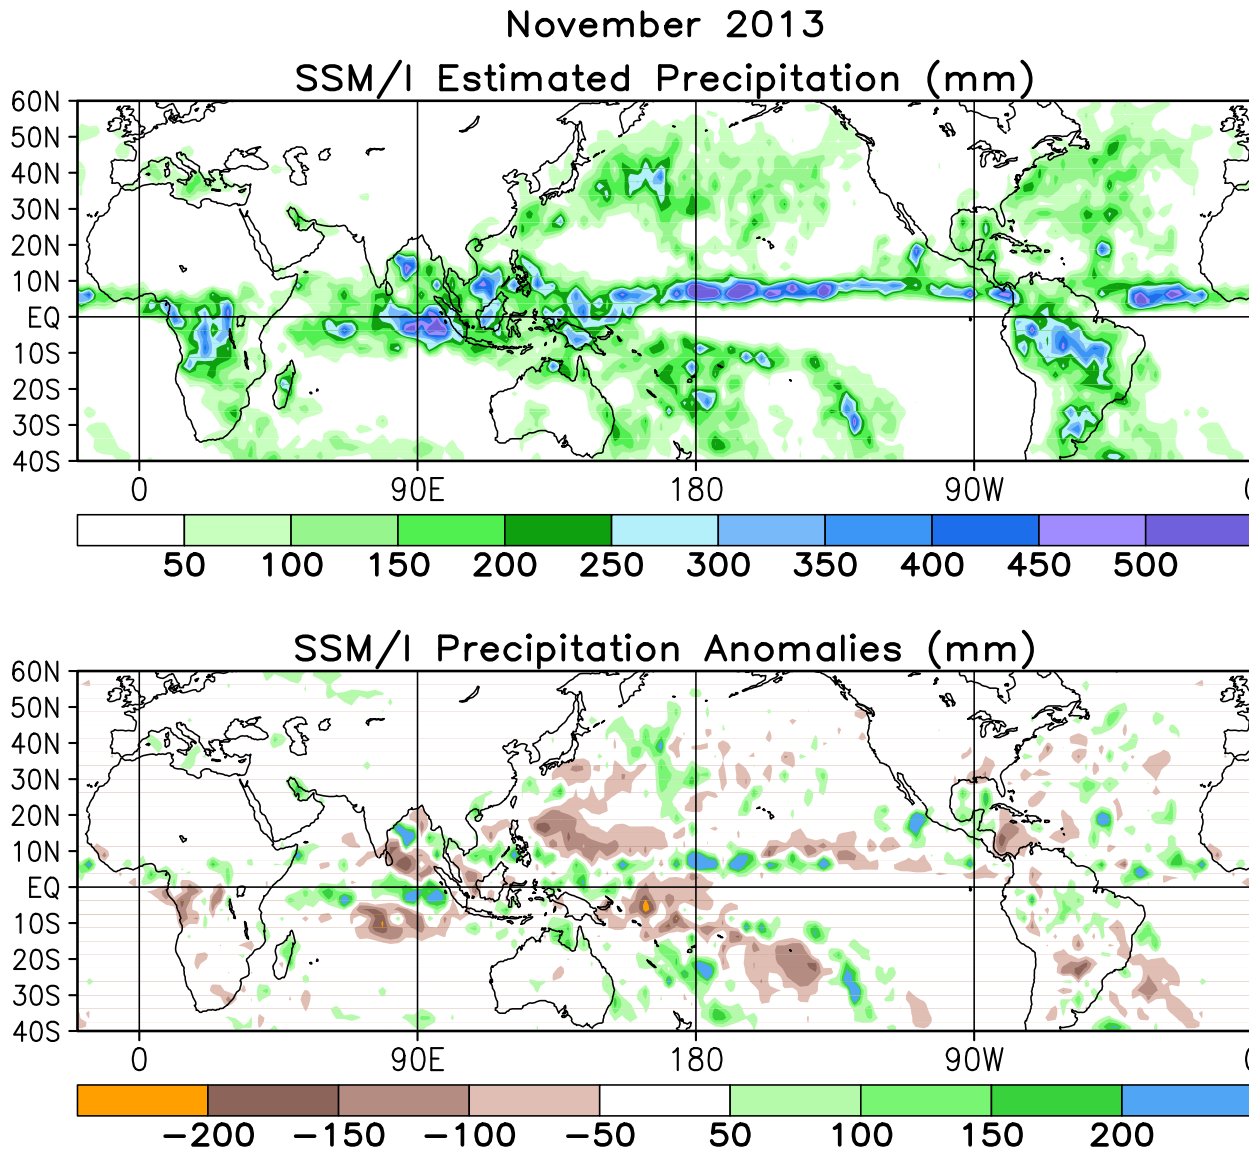 November 2013
SSM/I Estimated Precipitation (mm)
60N
50N
40N
30N
20N
10N
EQ
10S
20S
30S
40S
0 90E 180 90W 0
50 100 150 200 250 300 350 400 450 500
SSM/I Precipitation Anomalies (mm)
60N
50N
40N
30N
20N
10N
EQ
10S
20S
30S
40S
0 90E 180 90W 0
−200 −150 −100 −50 50 100 150 200